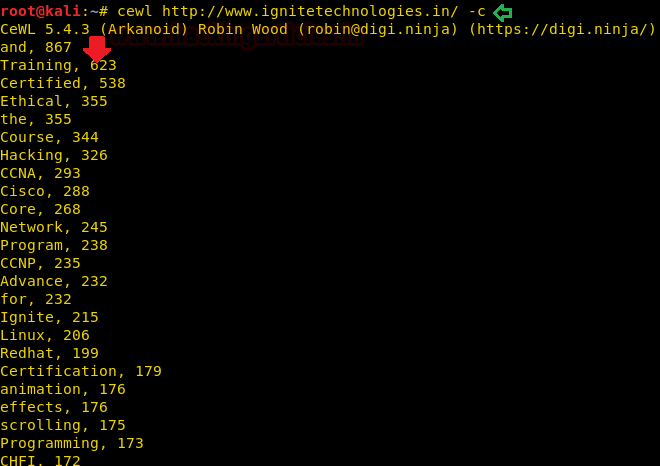 root@kali:~# cewl http://www.ignitetechnologies.in/ -c
CeWL 5.4.3 (Arkanoid) Robin Wood (robin@digi.ninja) (https://digi.ninja/)
and, 867
Training, 623
Certified, 538
Ethical, 355
the, 355
Course, 344
Hacking, 326
CCNA, 293
Cisco, 288
Core, 268
Network, 245
Program, 238
CCNP, 235
Advance, 232
for, 232
Ignite, 215
Linux, 206
Redhat, 199
Certification, 179
animation, 176
effects, 176
scrolling, 175
Programming, 173
CHFI, 172